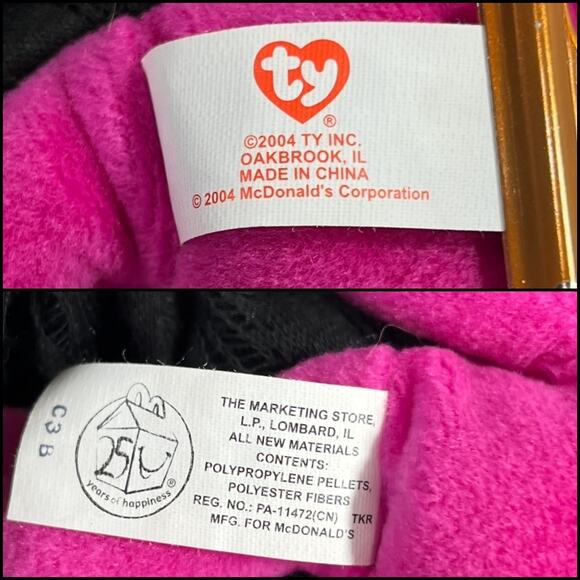 ty
®
©2004 TY INC.
OAKBROOK, IL
MADE IN CHINA
© 2004 McDonald's Corporation
C3B
25
years of happiness®
THE MARKETING STORE,
L.P., LOMBARD, IL
ALL NEW MATERIALS
CONTENTS:
POLYPROPYLENE PELLETS,
POLYESTER FIBERS
REG. NO.: PA-11472(CN) TKR
MFG. FOR McDONALD'S